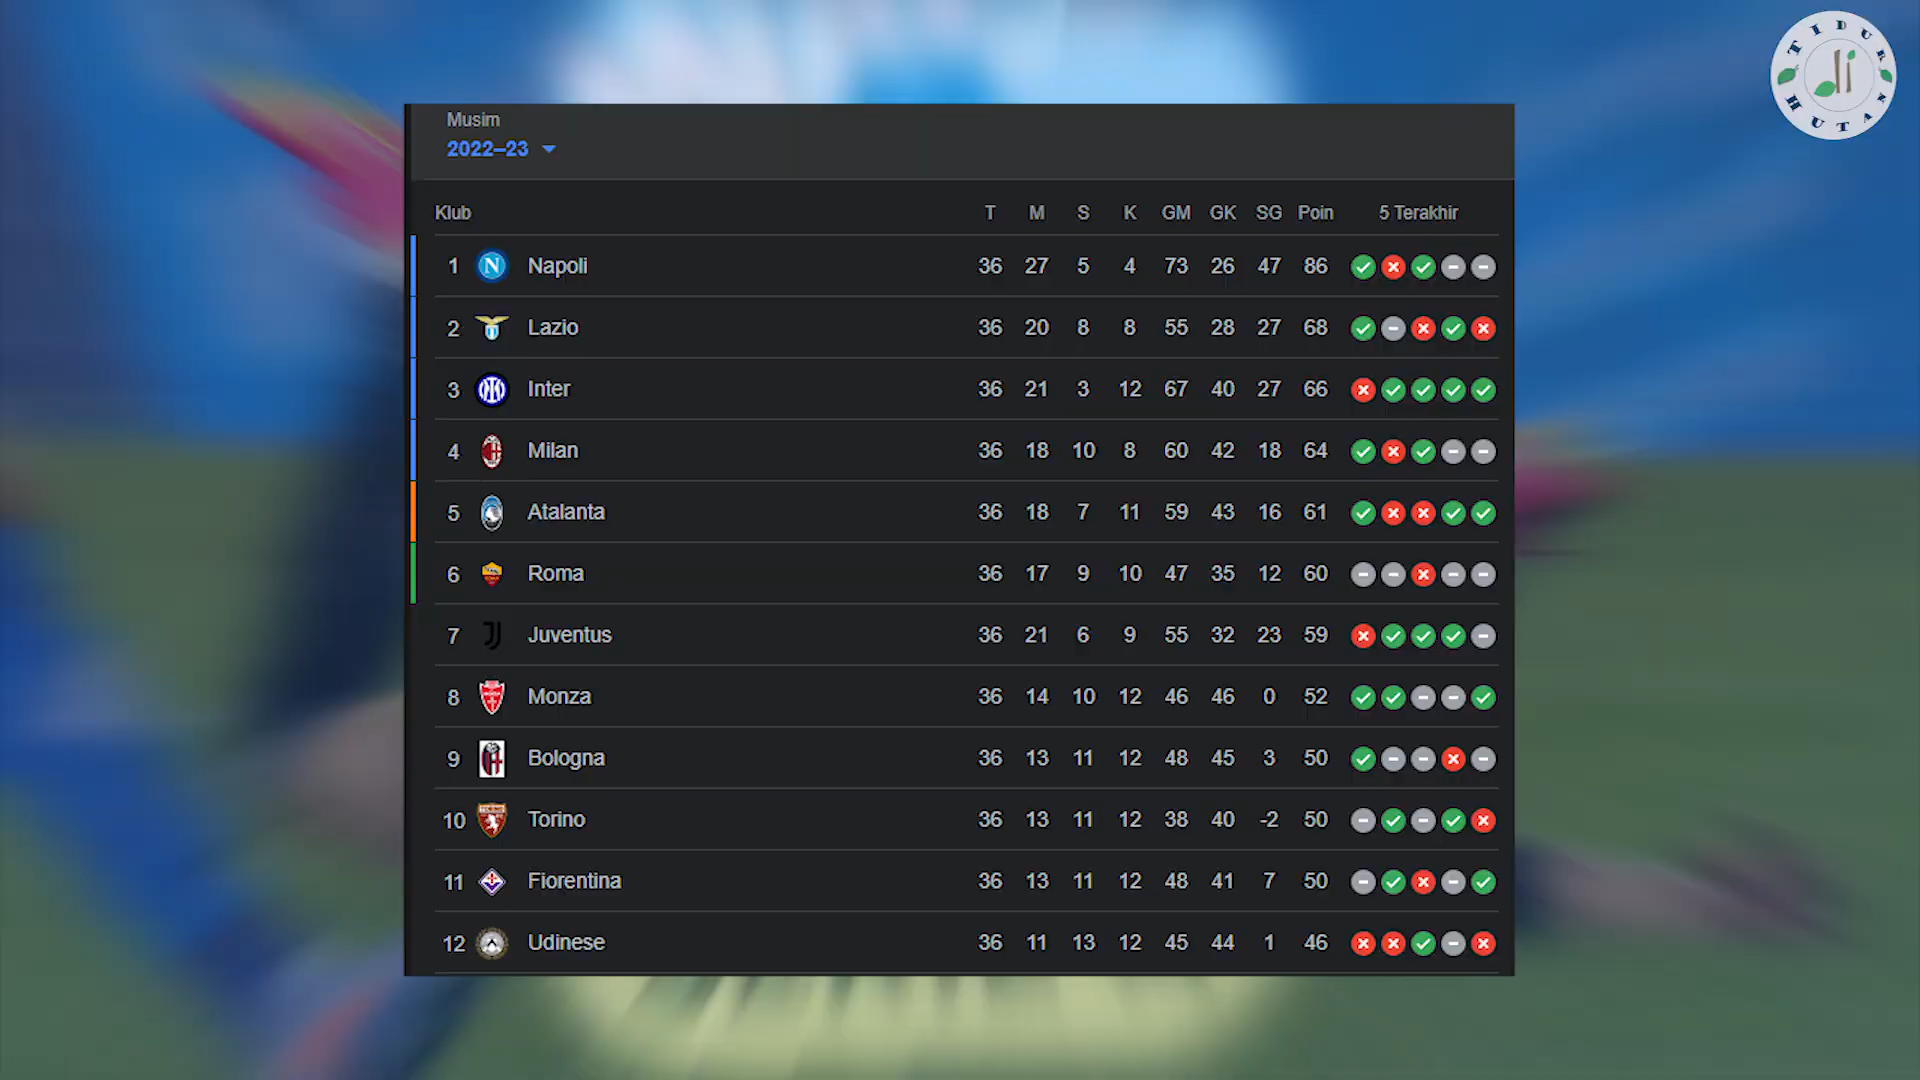 TIDUR
HUTAN
Musim
2022–23
Klub T M S K GM GK SG Poin 5 Terakhir
1 Napoli 36 27 5 4 73 26 47 86
2 Lazio 36 20 8 8 55 28 27 68
3 Inter 36 21 3 12 67 40 27 66
4 Milan 36 18 10 8 60 42 18 64
5 Atalanta 36 18 7 11 59 43 16 61
6 Roma 36 17 9 10 47 35 12 60
7 Juventus 36 21 6 9 55 32 23 59
8 Monza 36 14 10 12 46 46 0 52
9 Bologna 36 13 11 12 48 45 3 50
10 Torino 36 13 11 12 38 40 -2 50
11 Fiorentina 36 13 11 12 48 41 7 50
12 Udinese 36 11 13 12 45 44 1 46